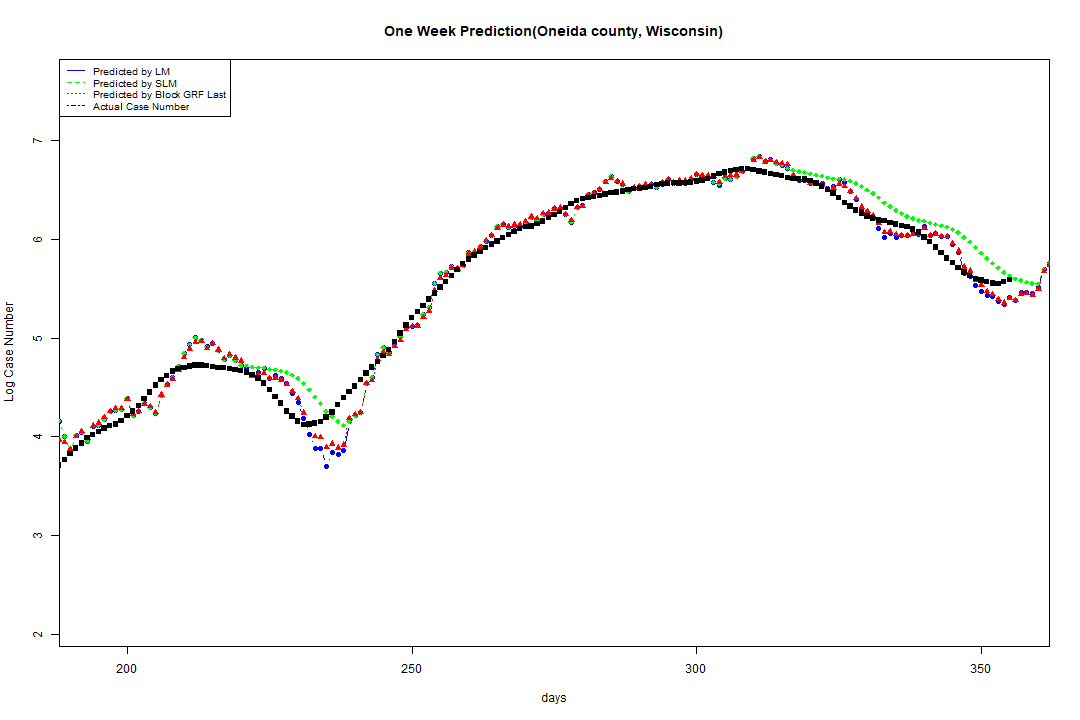 One Week Prediction(Oneida county, Wisconsin)
Predicted by LM
Predicted by SLM
Predicted by Block GRF Last
Actual Case Number
7
6
5
4
3
2
Log Case Number
200 250 300 350
days